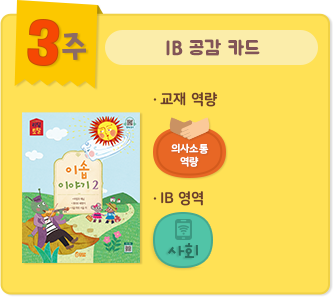 3주
IB 공감 카드
· 교재 역량
의사소통
역량
이솝
이야기 2
· IB 영역
사회